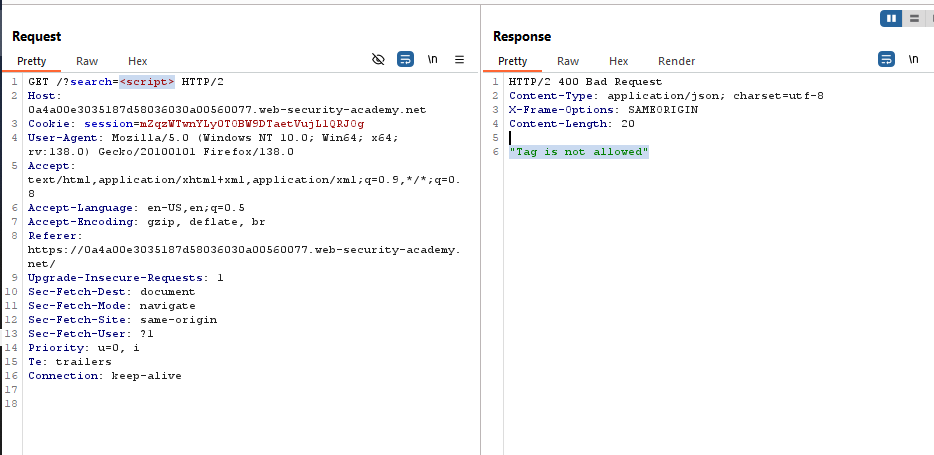 Request
Pretty Raw Hex \n
1 GET /?search=<script> HTTP/2
2 Host:
0a4a00e3035187d58036030a00560077.web-security-academy.net
3 Cookie: session=mZqzWTwnYLyOTOBW9DTaetVujLlQRJOg
4 User-Agent: Mozilla/5.0 (Windows NT 10.0; Win64; x64;
rv:138.0) Gecko/20100101 Firefox/138.0
5 Accept:
text/html,application/xhtml+xml,application/xml;q=0.9,*/*;q=0.
8
6 Accept-Language: en-US,en;q=0.5
7 Accept-Encoding: gzip, deflate, br
8 Referer:
https://0a4a00e3035187d58036030a00560077.web-security-academy.
net/
9 Upgrade-Insecure-Requests: 1
10 Sec-Fetch-Dest: document
11 Sec-Fetch-Mode: navigate
12 Sec-Fetch-Site: same-origin
13 Sec-Fetch-User: ?1
14 Priority: u=0, i
15 Te: trailers
16 Connection: keep-alive
17
18
Response
Pretty Raw Hex Render \n
1 HTTP/2 400 Bad Request
2 Content-Type: application/json; charset=utf-8
3 X-Frame-Options: SAMEORIGIN
4 Content-Length: 20
5
6 "Tag is not allowed"